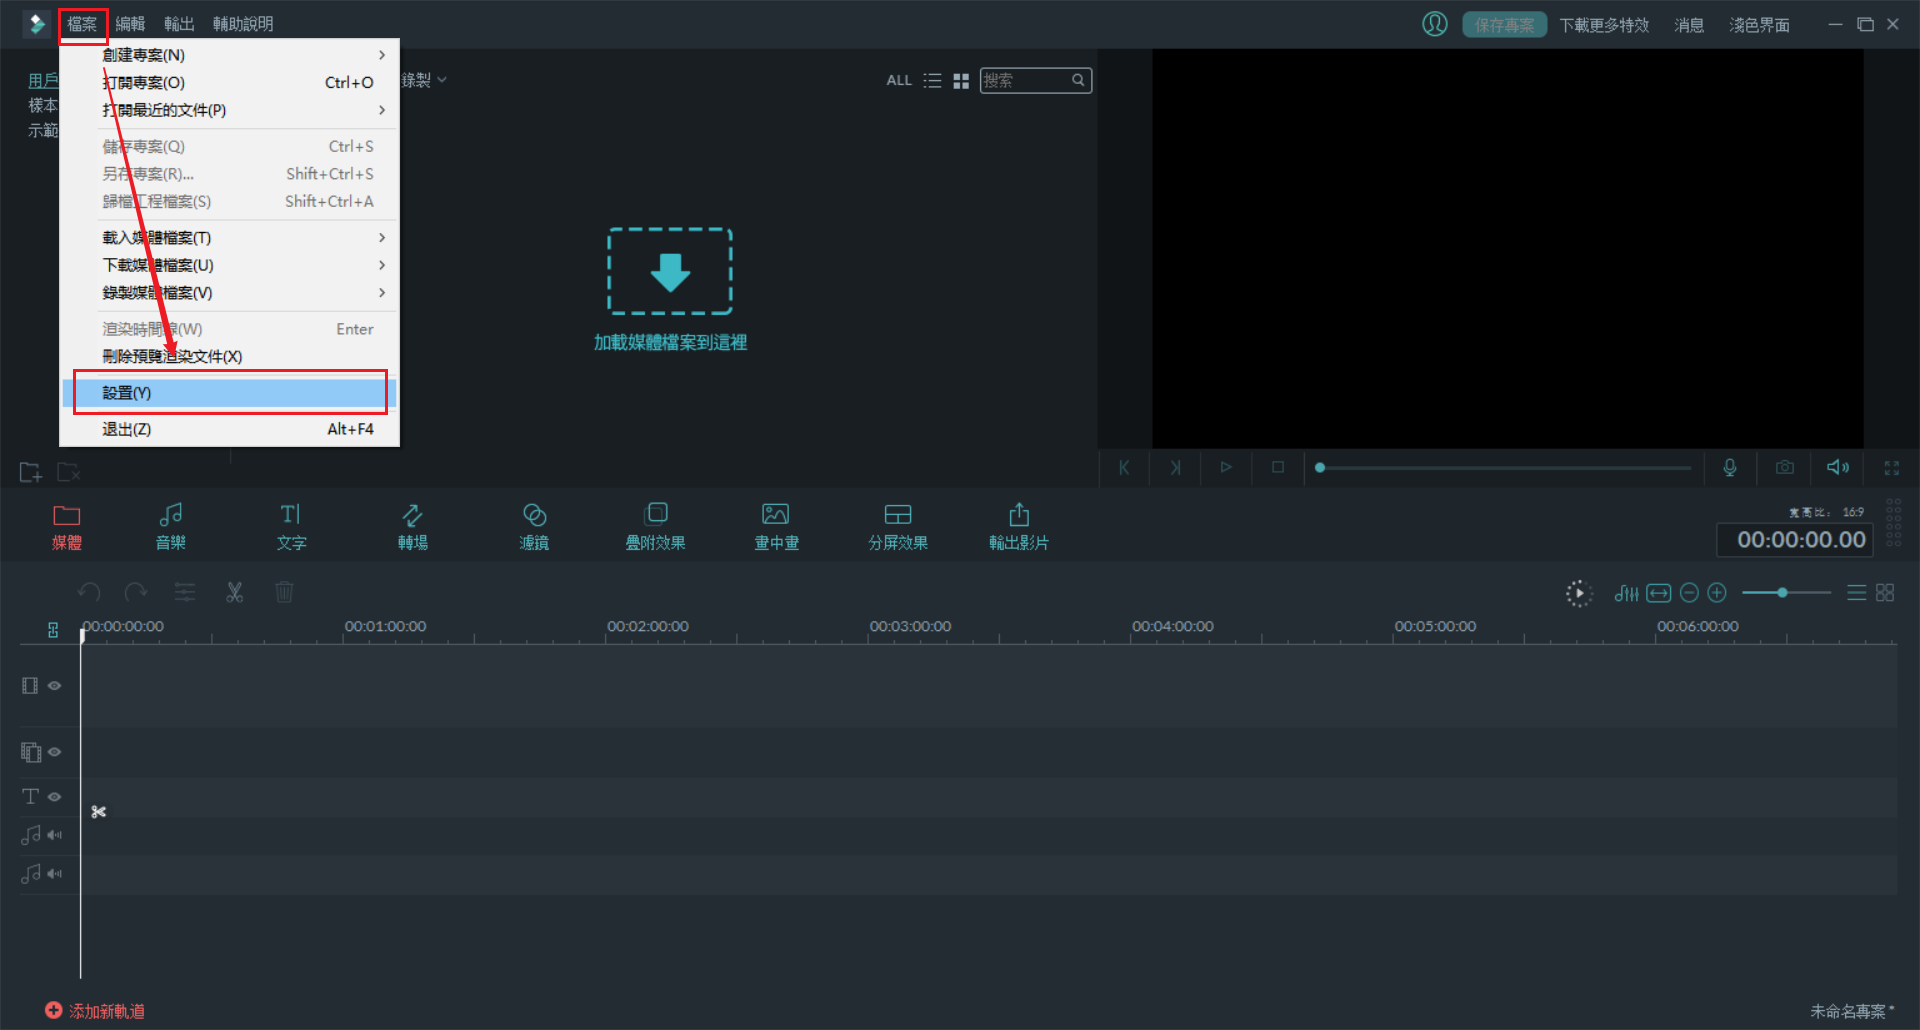 檔案 編輯 輸出 輔助說明
保存專案 下載更多特效 消息 淺色界面
創建專案(N)
打開專案(O) Ctrl+O
打開最近的文件(P)
儲存專案(Q) Ctrl+S
另存專案(R)... Shift+Ctrl+S
歸檔工程檔案(S) Shift+Ctrl+A
載入媒體檔案(T)
下載媒體檔案(U)
錄製媒體檔案(V)
渲染時間線(W) Enter
刪除預覽渲染文件(X)
設置(Y)
退出(Z) Alt+F4
用戶
樣本
示範
錄製
ALL 搜索
加載媒體檔案到這裡
媒體 音樂 文字 轉場 濾鏡 疊附效果 畫中畫 分屏效果 輸出影片
寬高比: 16:9
00:00:00.00
00:00:00:00 00:01:00:00 00:02:00:00 00:03:00:00 00:04:00:00 00:05:00:00 00:06:00:00
添加新軌道
未命名專案*